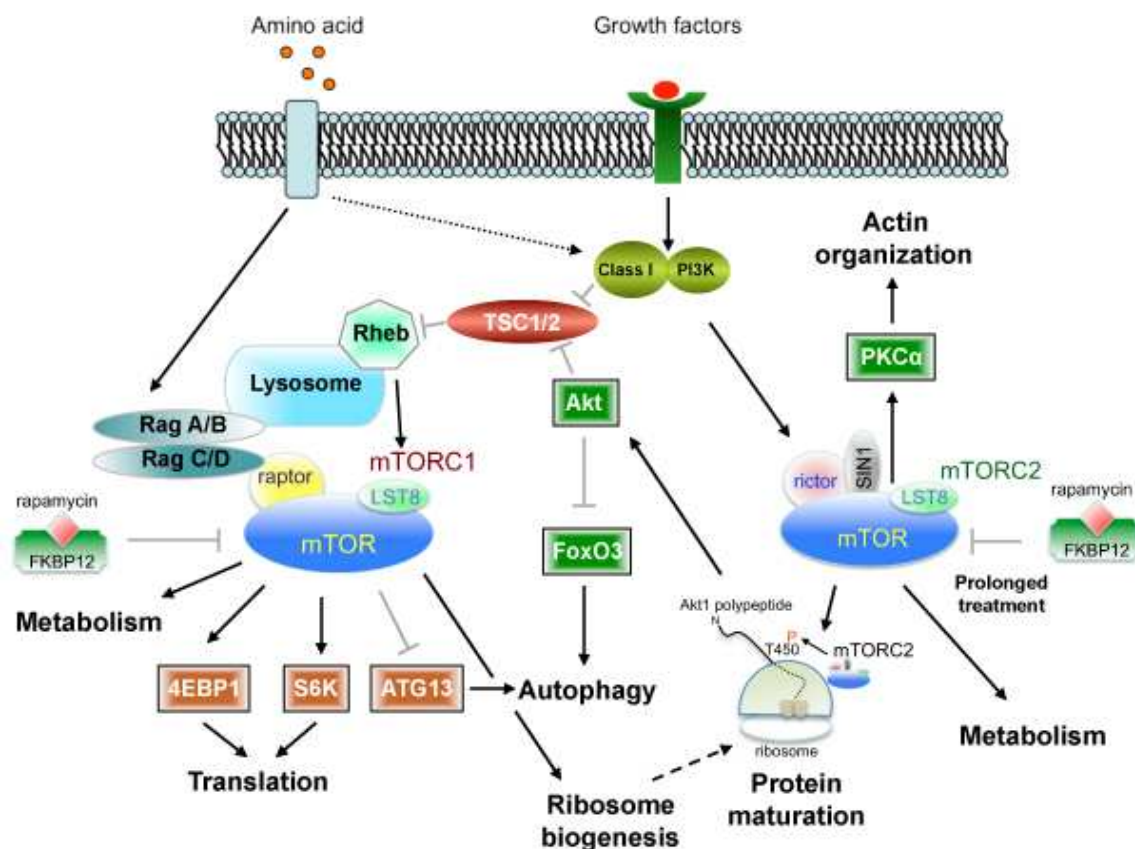 Amino acid
Growth factors
Actin
organization
Class I
PI3K
TSC1/2
Rheb
PKCα
Lysosome
Akt
Rag A/B
Rag C/D
mTORC1
raptor
LST8
mTOR
rapamycin
FKBP12
rictor
SIN1
mTORC2
LST8
mTOR
rapamycin
FKBP12
FoxO3
Prolonged
treatment
Metabolism
Akt1 polypeptide
N
T450
P
mTORC2
4EBP1
S6K
ATG13
Autophagy
ribosome
Metabolism
Translation
Protein
maturation
Ribosome
biogenesis